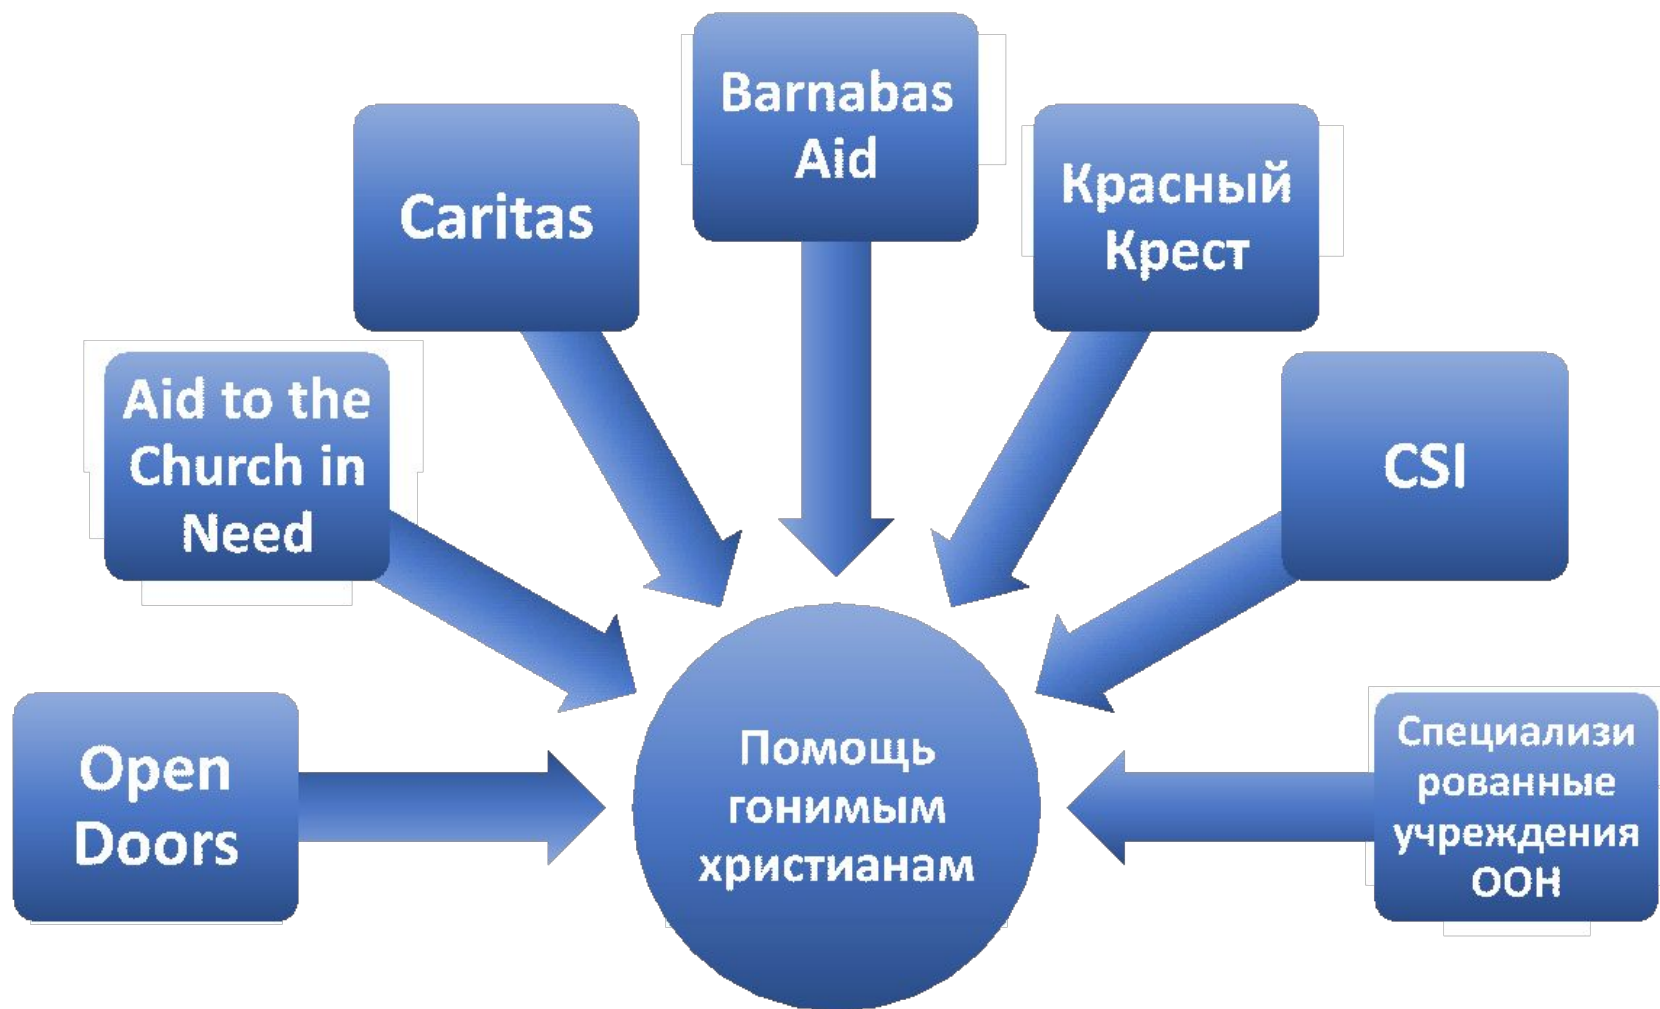 Barnabas
Aid
Caritas
Красный
Крест
Aid to the
Church in
Need
CSI
Open
Doors
Помощь
гонимым
христианам
Специализи
рованные
учреждения
ООН